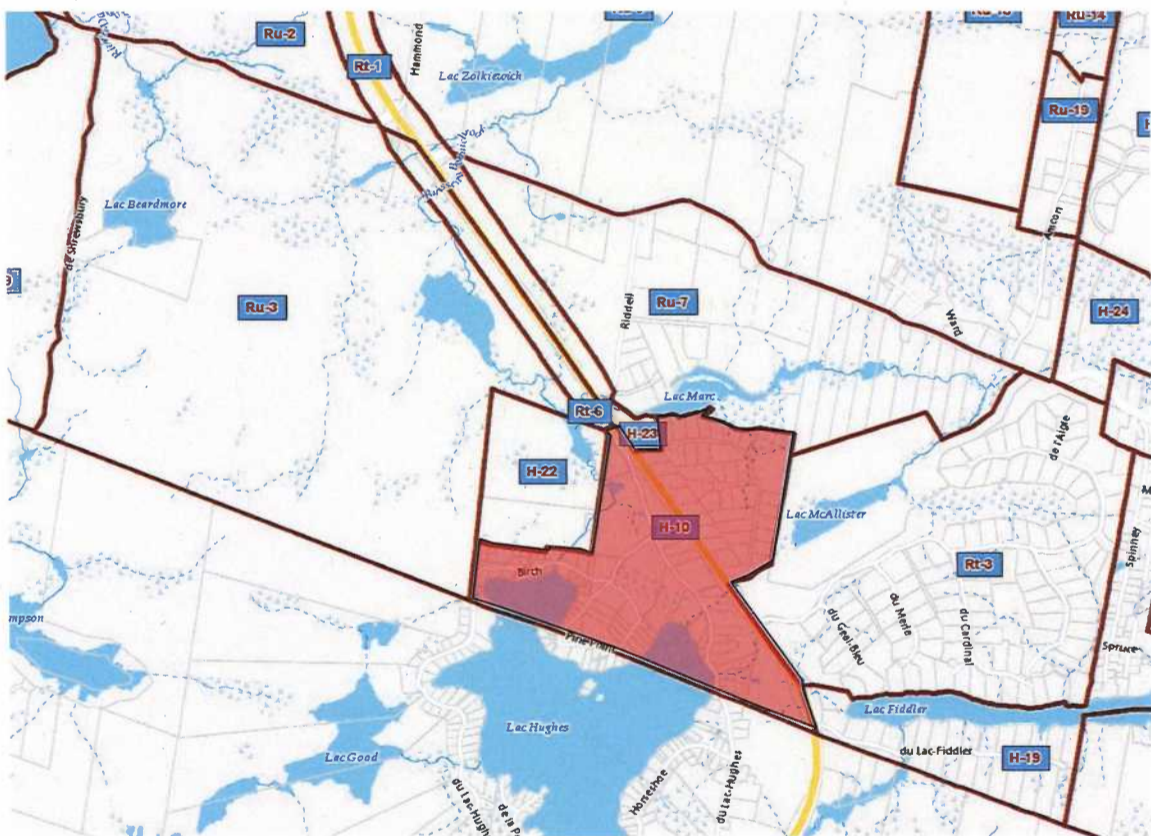 Ru-2
Rt-1
Hammond
Lac Zolkiewich
Ru-14
Ru-19
Lac Beardmore
de Shrewsbury
Amcon
Ru-3
Riddell
Ru-7
Ward
H-24
Lac Marc
Rt-6
H-23
de l'Aigle
H-22
Lac McAllister
H-10
Birch
Rt-3
Spinney
du Geai-Bleu
du Merle
du Cardinal
Spruce
Lac Hughes
Lac Fiddler
Lac Good
du Lac-Fiddler
H-19
Horseshoe
du Lac-Hughes